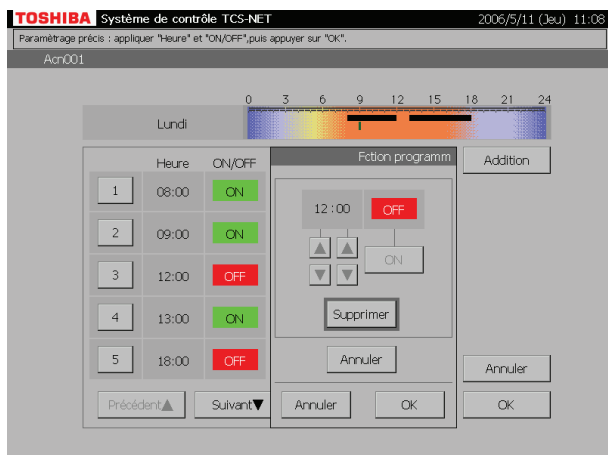 TOSHIBA Système de contrôle TCS-NET 2006/5/11 (Jeu) 11:08
Paramétrage précis : appliquer "Heure" et "ON/OFF",puis appuyer sur "OK".
Acn001
0 3 6 9 12 15 18 21 24
Lundi
Heure ON/OFF
1 08:00 ON
2 09:00 ON
3 12:00 OFF
4 13:00 ON
5 18:00 OFF
Précédent▲ Suivant▼
Fction programm
12:00 OFF
▲ ▲ ON
▼ ▼
Supprimer
Annuler
Annuler OK
Addition
Annuler
OK